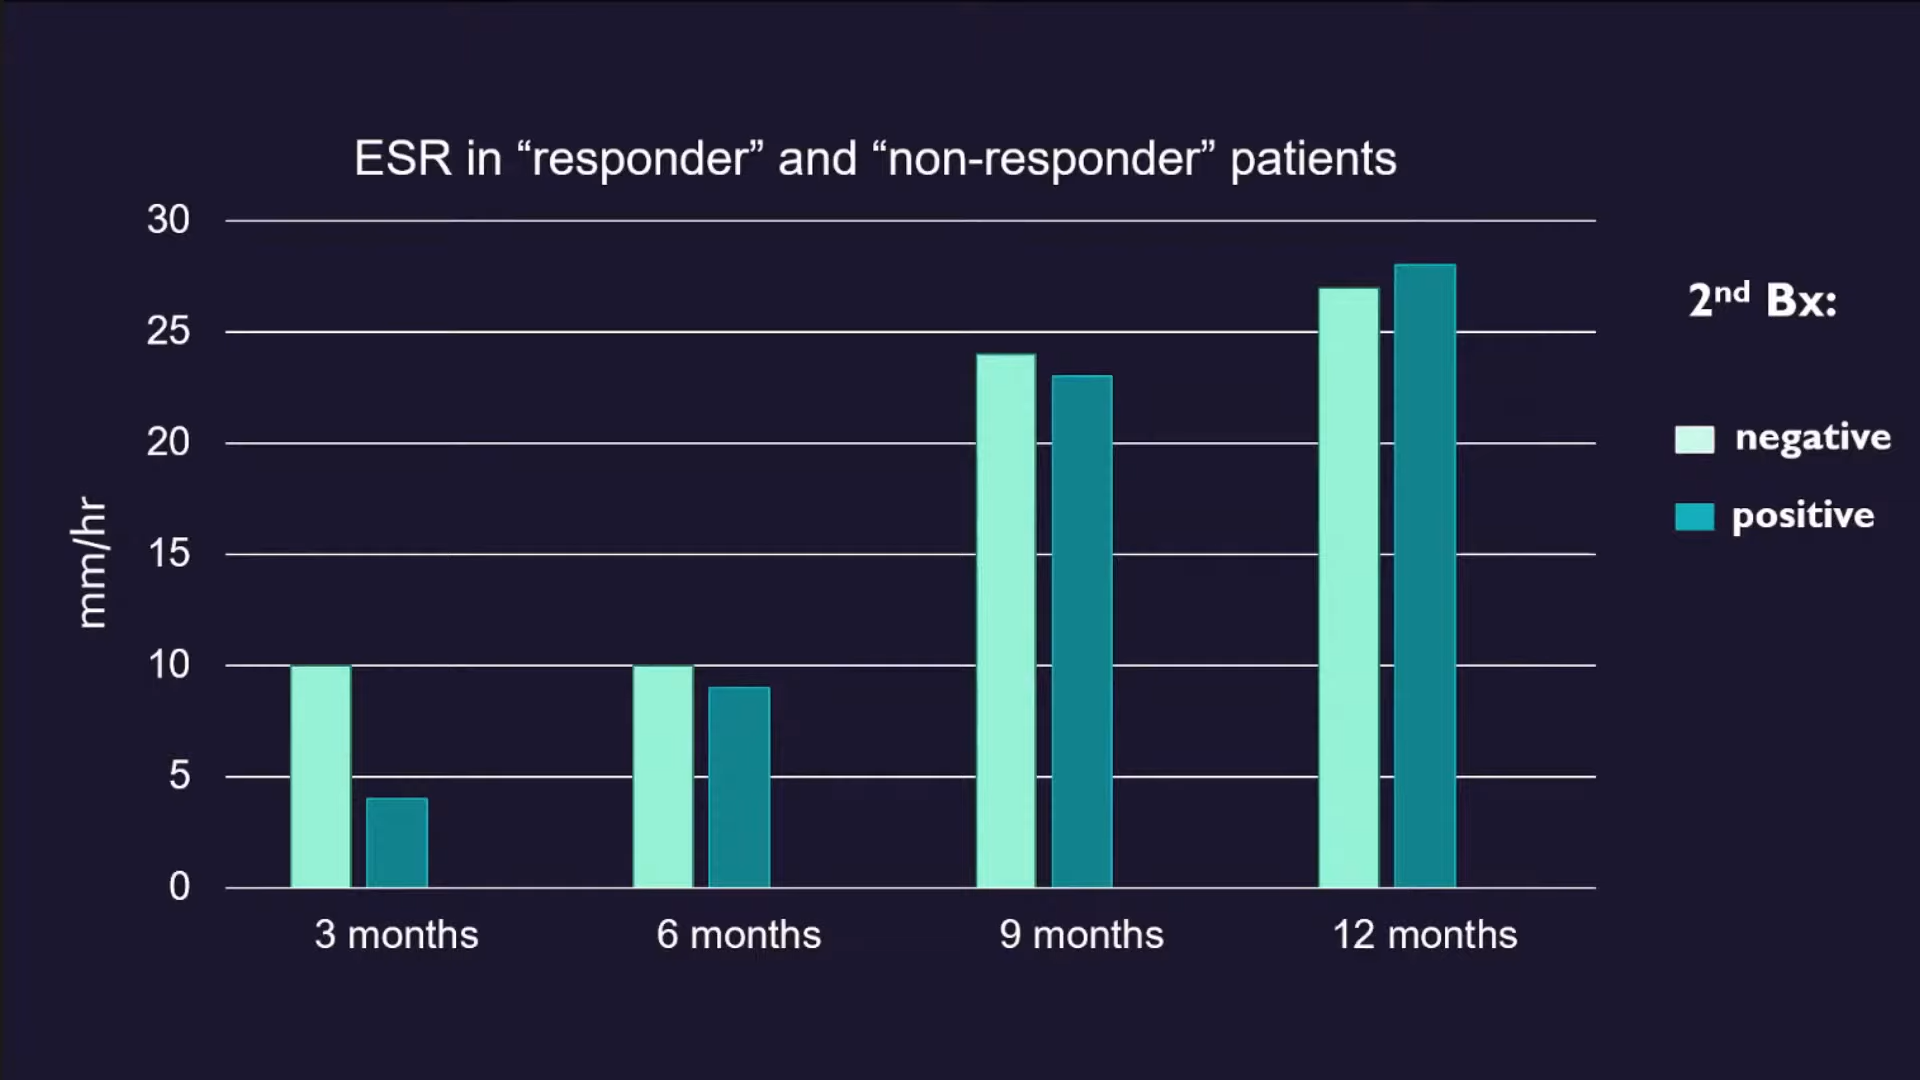 ESR in “responder” and “non-responder” patients
30
25
20
15
10
5
0
mm/hr
3 months
6 months
9 months
12 months
2nd Bx:
negative
positive